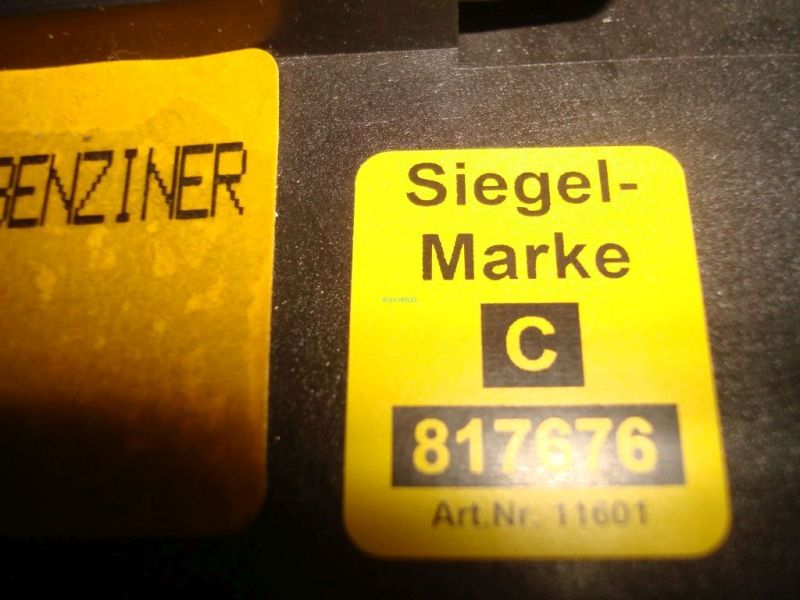 BENZINER
Siegel-
Marke
C
817676
Art.Nr. 11601